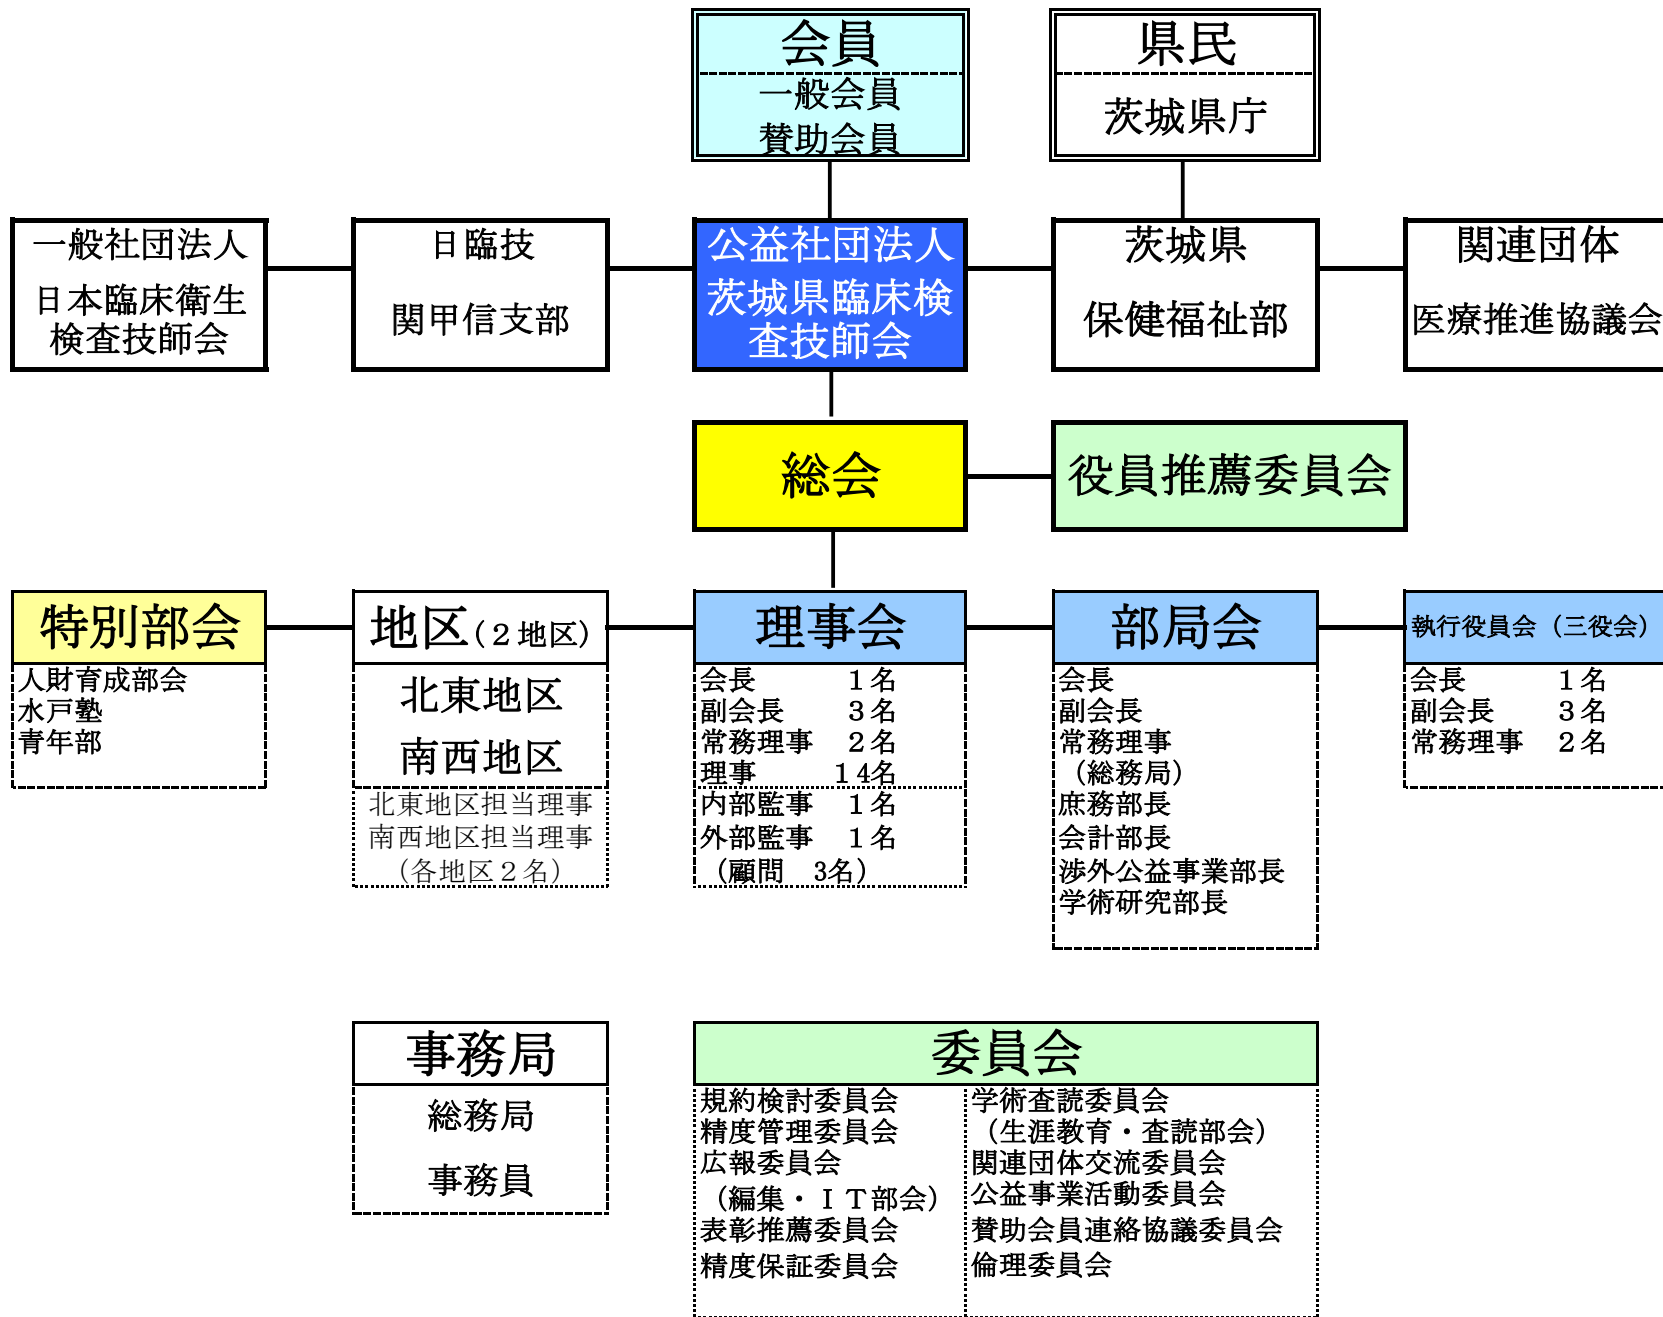 会員
一般会員
賛助会員
県民
茨城県庁
一般社団法人
日本臨床衛生
検査技師会
日臨技
関甲信支部
公益社団法人
茨城県臨床検
査技師会
茨城県
保健福祉部
関連団体
医療推進協議会
総会
役員推薦委員会
特別部会
人財育成部会
水戸塾
青年部
地区(２地区)
北東地区
南西地区
北東地区担当理事
南西地区担当理事
(各地区２名)
理事会
会長　１名
副会長　３名
常務理事　２名
理事　１４名
内部監事　１名
外部監事　１名
(顧問　3名)
部局会
会長
副会長
常務理事
(総務局)
庶務部長
会計部長
渉外公益事業部長
学術研究部長
執行役員会（三役会）
会長　１名
副会長　３名
常務理事　２名
事務局
総務局
事務員
委員会
規約検討委員会
精度管理委員会
広報委員会
(編集・ＩＴ部会)
表彰推薦委員会
精度保証委員会
学術査読委員会
(生涯教育・査読部会)
関連団体交流委員会
公益事業活動委員会
賛助会員連絡協議委員会
倫理委員会